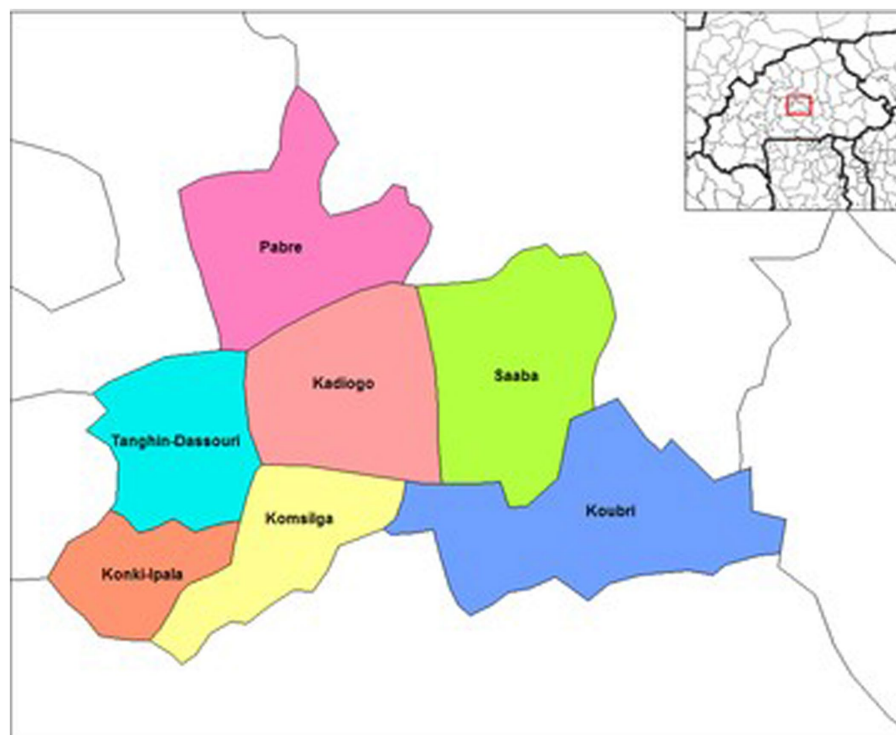 Pabre
Kadiogo
Saaba
Tanghin-Dassouri
Komsilga
Koubri
Konki-Ipala